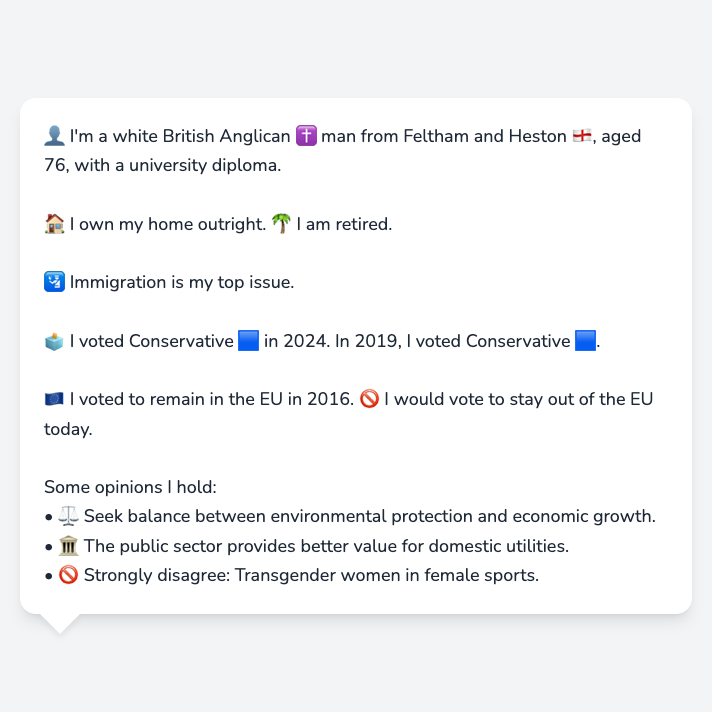 👤 I'm a white British Anglican ✝️ man from Feltham and Heston 🏴󠁧󠁢󠁥󠁮󠁧󠁿, aged
76, with a university diploma.
🏠 I own my home outright. 🌴 I am retired.
🛂 Immigration is my top issue.
🗳️ I voted Conservative 🟦 in 2024. In 2019, I voted Conservative 🟦.
🇪🇺 I voted to remain in the EU in 2016. 🚫 I would vote to stay out of the EU
today.
Some opinions I hold:
• ⚖️ Seek balance between environmental protection and economic growth.
• 🏛️ The public sector provides better value for domestic utilities.
• 🚫 Strongly disagree: Transgender women in female sports.